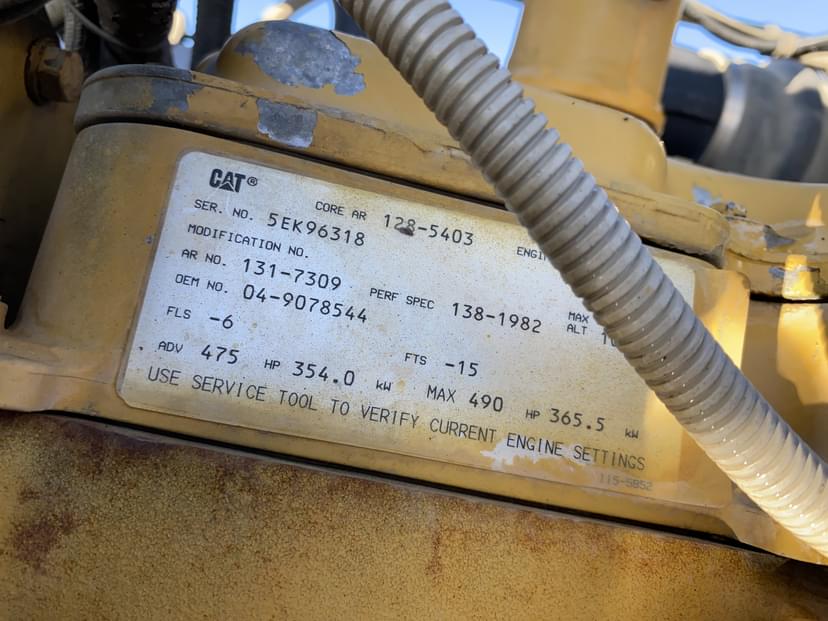 CAT®
SER. NO. 5EK96318 CORE AR 128-5403
MODIFICATION NO.
AR NO. 131-7309 PERF SPEC 138-1982 MAX
OEM NO. 04-9078544 ALT
FLS -6 FTS -15
ADV 475 HP 354.0 kW MAX 490 HP 365.5 kW
USE SERVICE TOOL TO VERIFY CURRENT ENGINE SETTINGS
115-5852